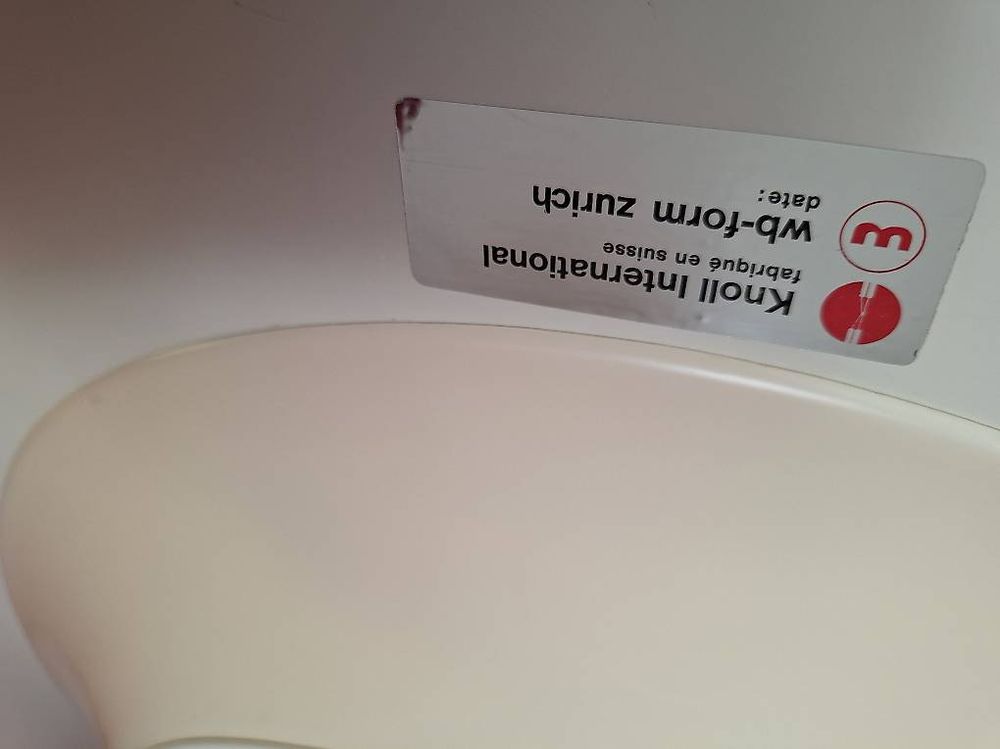 Knoll International
fabriqué en suisse
wb-form zurich
date: